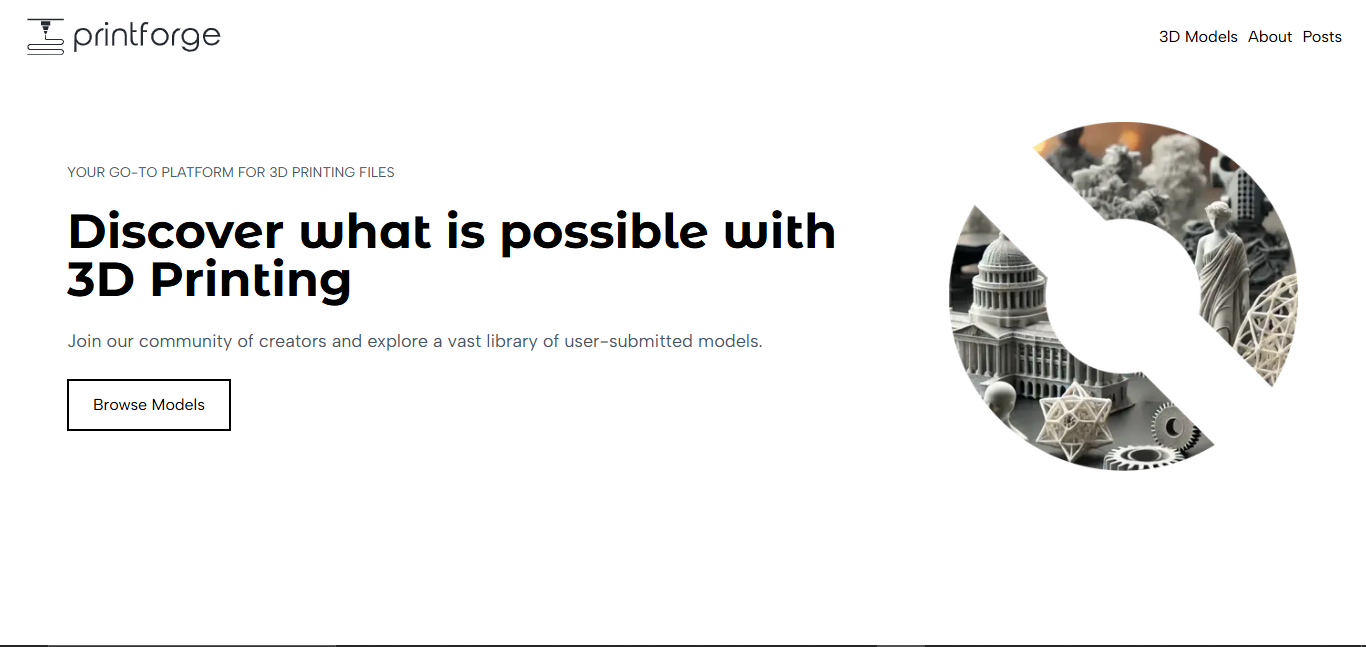 printforge
3D Models About Posts
YOUR GO-TO PLATFORM FOR 3D PRINTING FILES
Discover what is possible with
3D Printing
Join our community of creators and explore a vast library of user-submitted models.
Browse Models